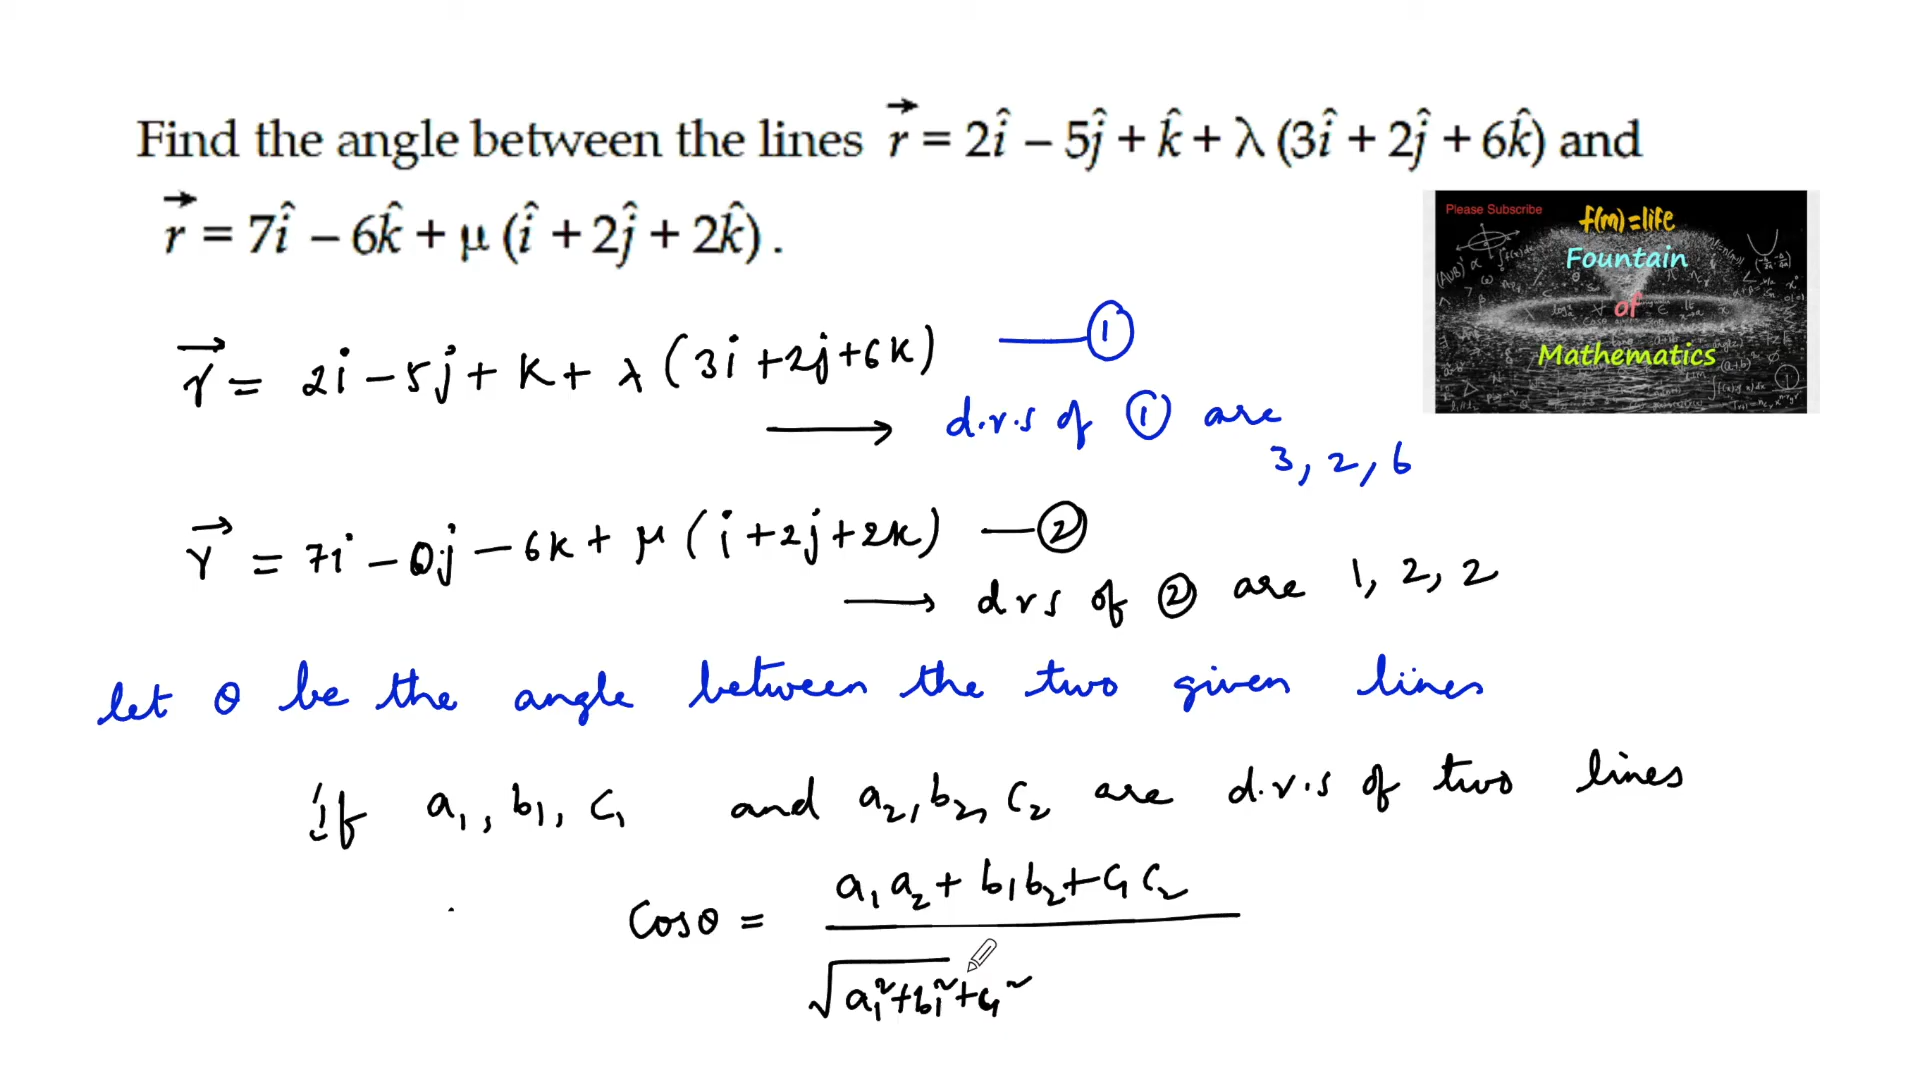 Find the angle between the lines r⃗ = 2î – 5ĵ + k̂ + λ (3î + 2ĵ + 6k̂) and
r⃗ = 7î – 6k̂ + μ (î + 2ĵ + 2k̂) .
Please Subscribe
f(m)=life
Fountain
of
Mathematics
r⃗ = 2i – 5j + k + λ (3i + 2j + 6k) — ①
→ d.r.s of ① are
3, 2, 6
r⃗ = 7i – 0j – 6k + μ (i + 2j + 2k) — ②
→ d r s of ② are 1, 2, 2
let θ be the angle between the two given lines
if a₁, b₁, c₁ and a₂, b₂, c₂ are d.r.s of two lines
a₁a₂ + b₁b₂ + c₁c₂
Cosθ =
√a₁² + b₁² + c₁²